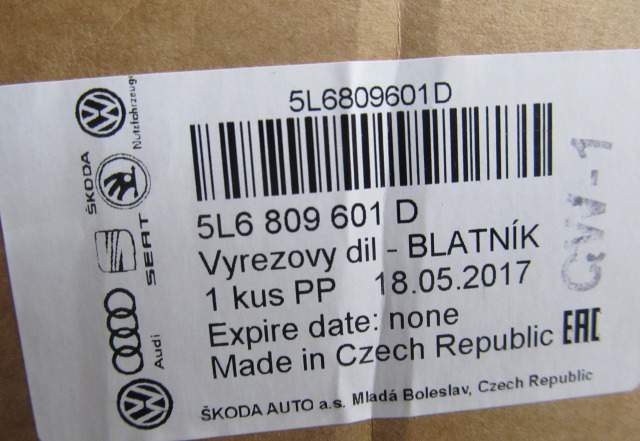 5L6809601D
5L6 809 601 D
Vyrezovy dil - BLATNÍK
1 kus PP 18.05.2017
Expire date: none
Made in Czech Republic EAC
ŠKODA AUTO a.s. Mladá Boleslav, Czech Republic
Nutzfahrzeuge
ŠKODA
SEAT
Audi
QW-1